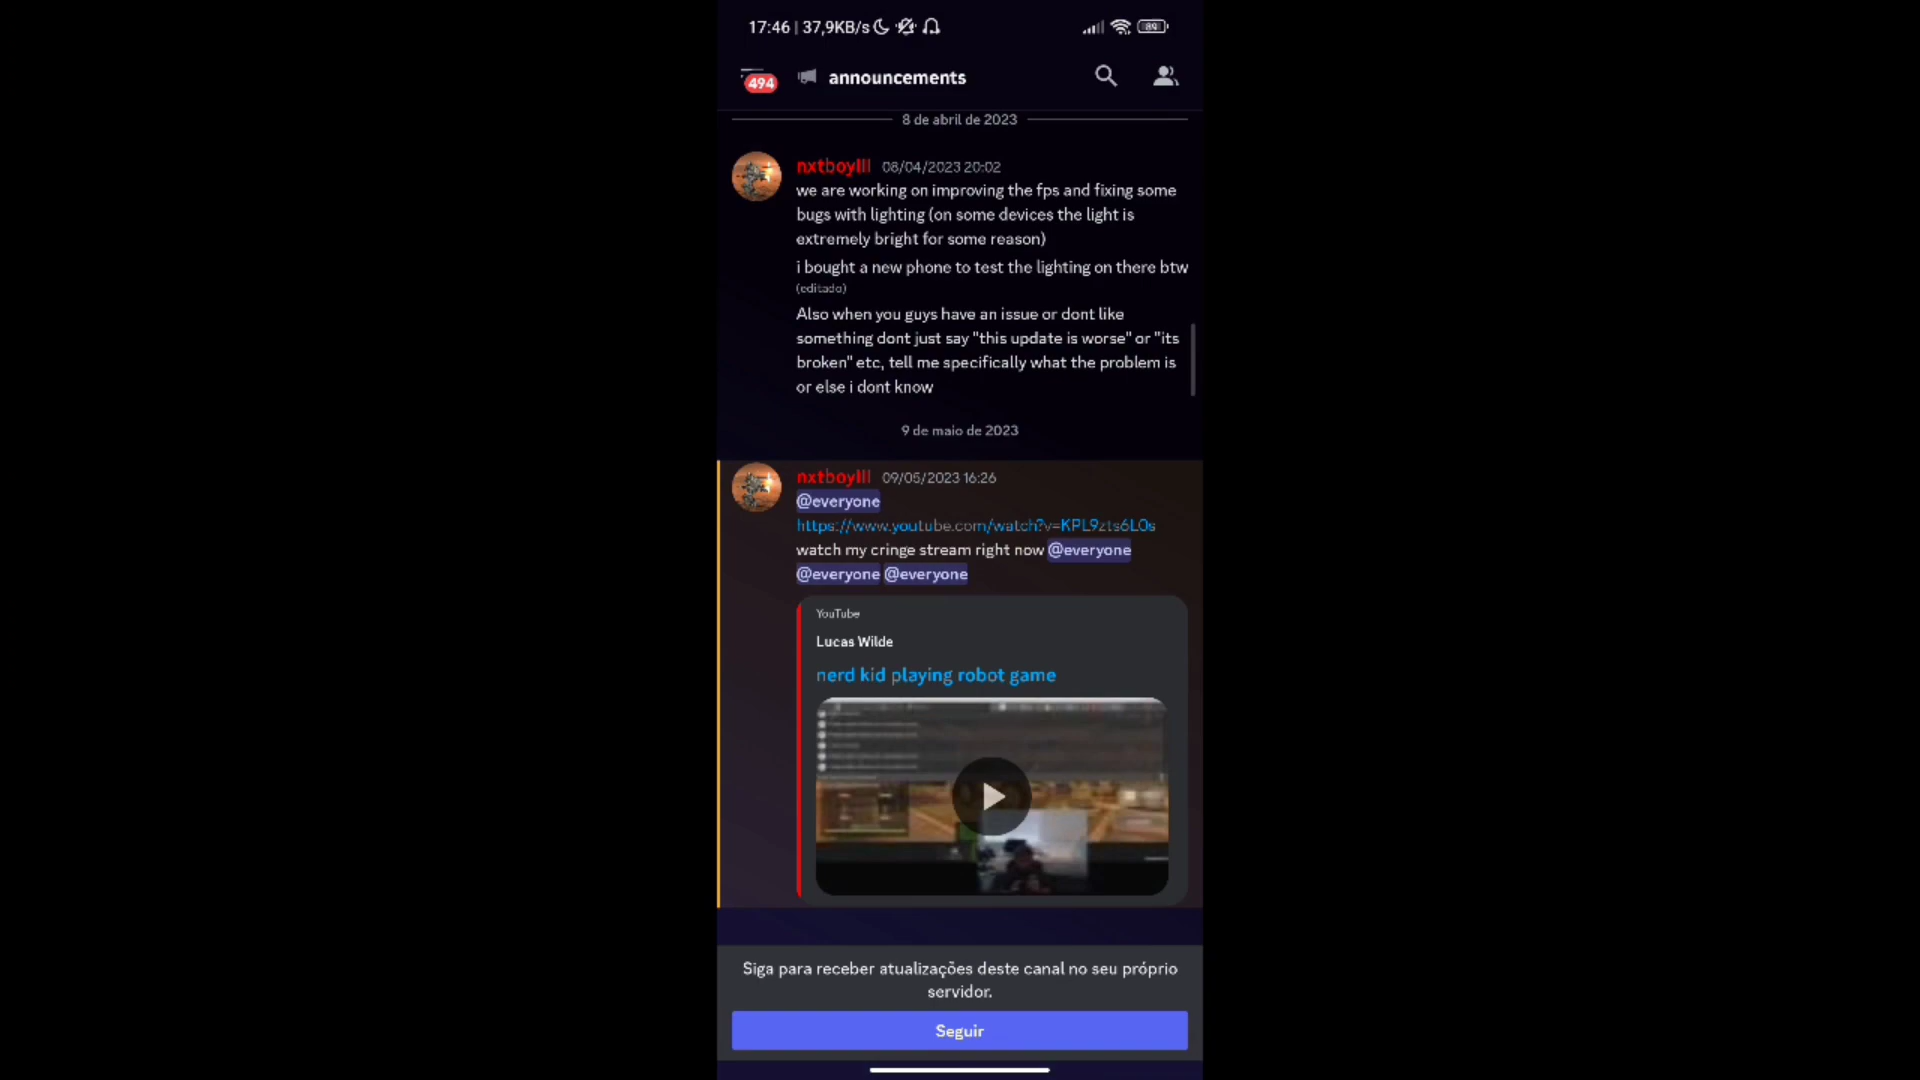 17:46 | 37,9KB/s
89
494
announcements
8 de abril de 2023
nxtboyIII 08/04/2023 20:02
we are working on improving the fps and fixing some
bugs with lighting (on some devices the light is
extremely bright for some reason)
i bought a new phone to test the lighting on there btw
(editado)
Also when you guys have an issue or dont like
something dont just say "this update is worse" or "its
broken" etc, tell me specifically what the problem is
or else i dont know
9 de maio de 2023
nxtboyIII 09/05/2023 16:26
@everyone
https://www.youtube.com/watch?v=KPL9zts6L0s
watch my cringe stream right now @everyone
@everyone @everyone
YouTube
Lucas Wilde
nerd kid playing robot game
Siga para receber atualizações deste canal no seu próprio
servidor.
Seguir